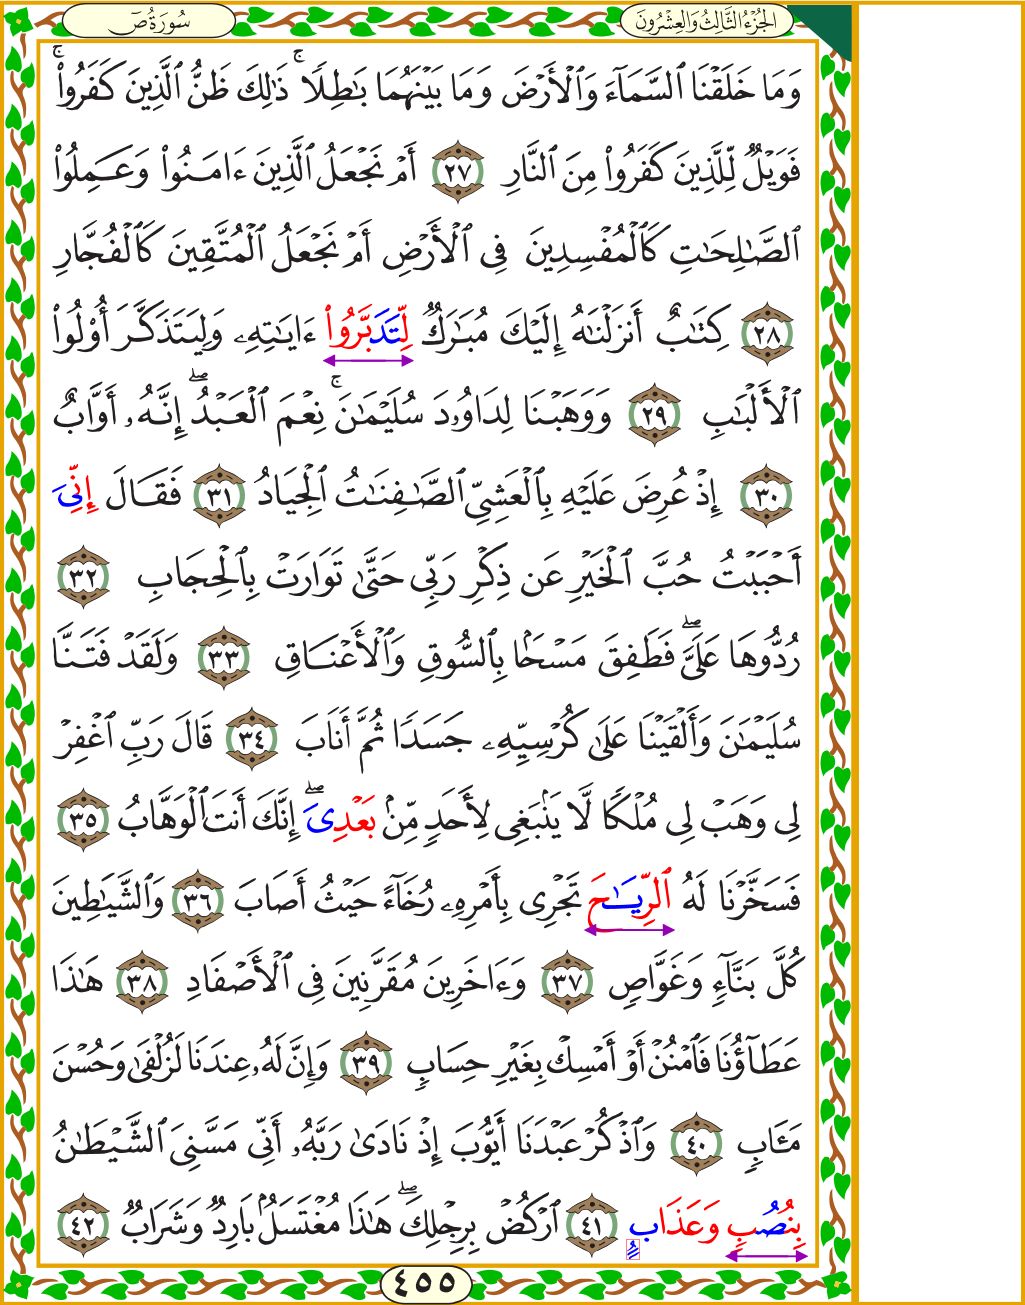 الجُزْءُ الثَّالِثُ وَالعِشْرُونَ
سُورَةُ صٓ
وَمَا خَلَقْنَا ٱلسَّمَآءَ وَٱلْأَرْضَ وَمَا بَيْنَهُمَا بَٰطِلًا ۚ ذَٰلِكَ ظَنُّ ٱلَّذِينَ كَفَرُوا۟ ۚ
فَوَيْلٌ لِّلَّذِينَ كَفَرُوا۟ مِنَ ٱلنَّارِ ٢٧ أَمْ نَجْعَلُ ٱلَّذِينَ ءَامَنُوا۟ وَعَمِلُوا۟
ٱلصَّٰلِحَٰتِ كَٱلْمُفْسِدِينَ فِى ٱلْأَرْضِ أَمْ نَجْعَلُ ٱلْمُتَّقِينَ كَٱلْفُجَّارِ
٢٨ كِتَٰبٌ أَنزَلْنَٰهُ إِلَيْكَ مُبَٰرَكٌ لِّتَدَبَّرُوا۟ ءَايَٰتِهِۦ وَلِيَتَذَكَّرَ أُو۟لُوا۟
ٱلْأَلْبَٰبِ ٢٩ وَوَهَبْنَا لِدَاوُۥدَ سُلَيْمَٰنَ ۚ نِعْمَ ٱلْعَبْدُ ۖ إِنَّهُۥٓ أَوَّابٌ
٣٠ إِذْ عُرِضَ عَلَيْهِ بِٱلْعَشِىِّ ٱلصَّٰفِنَٰتُ ٱلْجِيَادُ ٣١ فَقَالَ إِنِّىَ
أَحْبَبْتُ حُبَّ ٱلْخَيْرِ عَن ذِكْرِ رَبِّى حَتَّىٰ تَوَارَتْ بِٱلْحِجَابِ ٣٢
رُدُّوهَا عَلَىَّ ۖ فَطَفِقَ مَسْحًۢا بِٱلسُّوقِ وَٱلْأَعْنَاقِ ٣٣ وَلَقَدْ فَتَنَّا
سُلَيْمَٰنَ وَأَلْقَيْنَا عَلَىٰ كُرْسِيِّهِۦ جَسَدًا ثُمَّ أَنَابَ ٣٤ قَالَ رَبِّ ٱغْفِرْ
لِى وَهَبْ لِى مُلْكًا لَّا يَنۢبَغِى لِأَحَدٍ مِّنۢ بَعْدِىَ ۖ إِنَّكَ أَنتَ ٱلْوَهَّابُ ٣٥
فَسَخَّرْنَا لَهُ ٱلرِّيَٰحَ تَجْرِى بِأَمْرِهِۦ رُخَآءً حَيْثُ أَصَابَ ٣٦ وَٱلشَّيَٰطِينَ
كُلَّ بَنَّآءٍ وَغَوَّاصٍ ٣٧ وَءَاخَرِينَ مُقَرَّنِينَ فِى ٱلْأَصْفَادِ ٣٨ هَٰذَا
عَطَآؤُنَا فَٱمْنُنْ أَوْ أَمْسِكْ بِغَيْرِ حِسَابٍ ٣٩ وَإِنَّ لَهُۥ عِندَنَا لَزُلْفَىٰ وَحُسْنَ
مَـَٔابٍ ٤٠ وَٱذْكُرْ عَبْدَنَآ أَيُّوبَ إِذْ نَادَىٰ رَبَّهُۥٓ أَنِّى مَسَّنِىَ ٱلشَّيْطَٰنُ
بِنُصُبٍ وَعَذَابٍ ٤١ ٱرْكُضْ بِرِجْلِكَ ۖ هَٰذَا مُغْتَسَلٌۢ بَارِدٌ وَشَرَابٌ ٤٢
٤٥٥